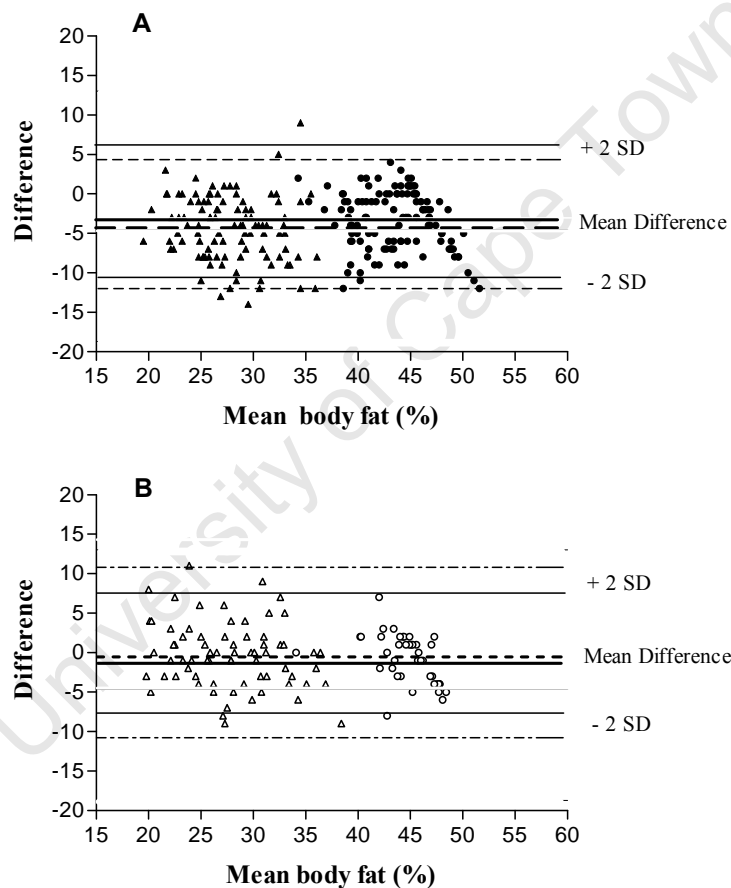 A
20
15
10
5
0
-5
-10
-15
-20
Difference
+ 2 SD
Mean Difference
- 2 SD
15 20 25 30 35 40 45 50 55 60
Mean body fat (%)
B
20
15
10
5
0
-5
-10
-15
-20
Difference
+ 2 SD
Mean Difference
- 2 SD
15 20 25 30 35 40 45 50 55 60
Mean body fat (%)
University of Cape Town